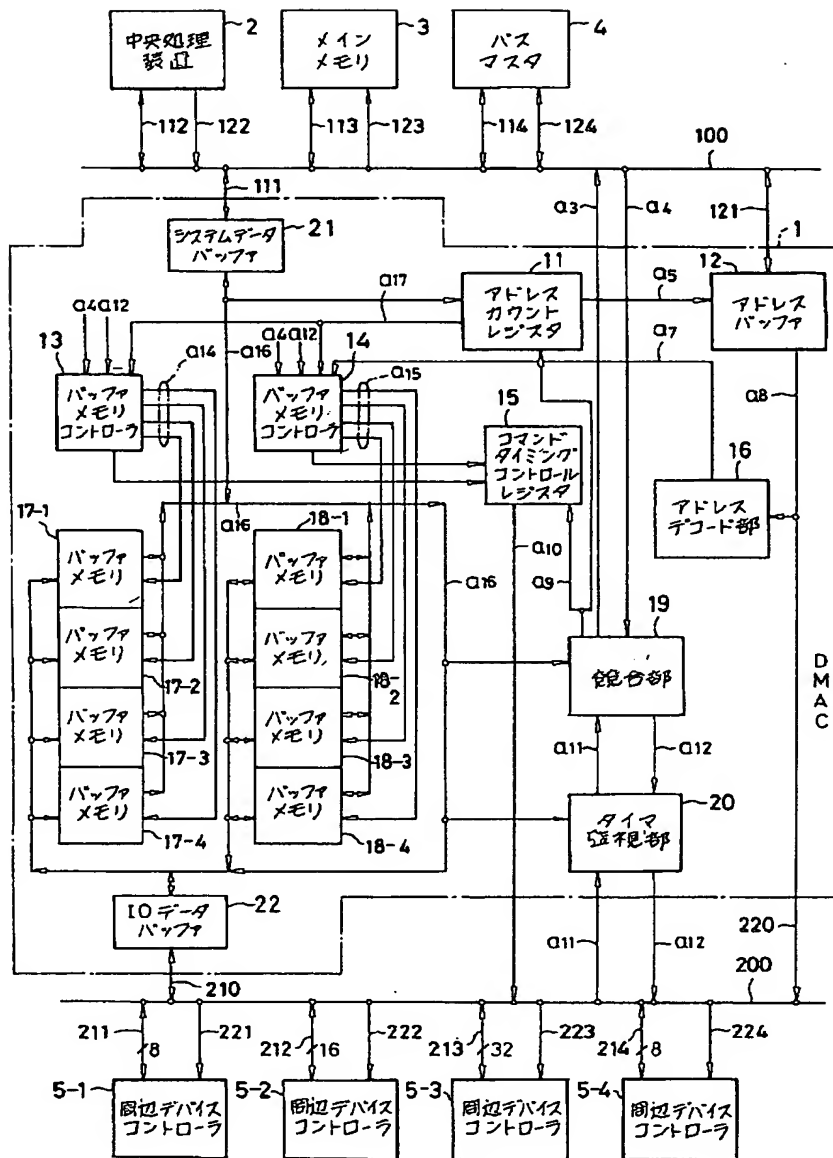 中央処理
装置
2
メイン
メモリ
3
バス
マスタ
4
112
122
113
123
114
124
100
111
a3
a4
121
1
システムデータ
バッファ
21
11
アドレス
カウント
レジスタ
a5
12
アドレス
バッファ
a17
a4
a12
13
バッファ
メモリ
コントローラ
a14
a16
a4
a12
14
バッファ
メモリ
コントローラ
a15
a7
a8
15
コマンド
タイミング
コントロール
レジスタ
16
アドレス
デコード部
17-1
a16
18-1
a10
a9
a16
バッファ
メモリ
バッファ
メモリ
17-2
バッファ
メモリ
バッファ
メモリ
18-2
17-3
バッファ
メモリ
バッファ
メモリ
18-3
17-4
バッファ
メモリ
バッファ
メモリ
18-4
19
競合部
DMAC
a11
a12
20
タイマ
監視部
IOデータ
バッファ
22
a11
a12
220
210
200
211
8
221
212
16
222
213
32
223
214
8
224
5-1
周辺デバイス
コントローラ
5-2
周辺デバイス
コントローラ
5-3
周辺デバイス
コントローラ
5-4
周辺デバイス
コントローラ